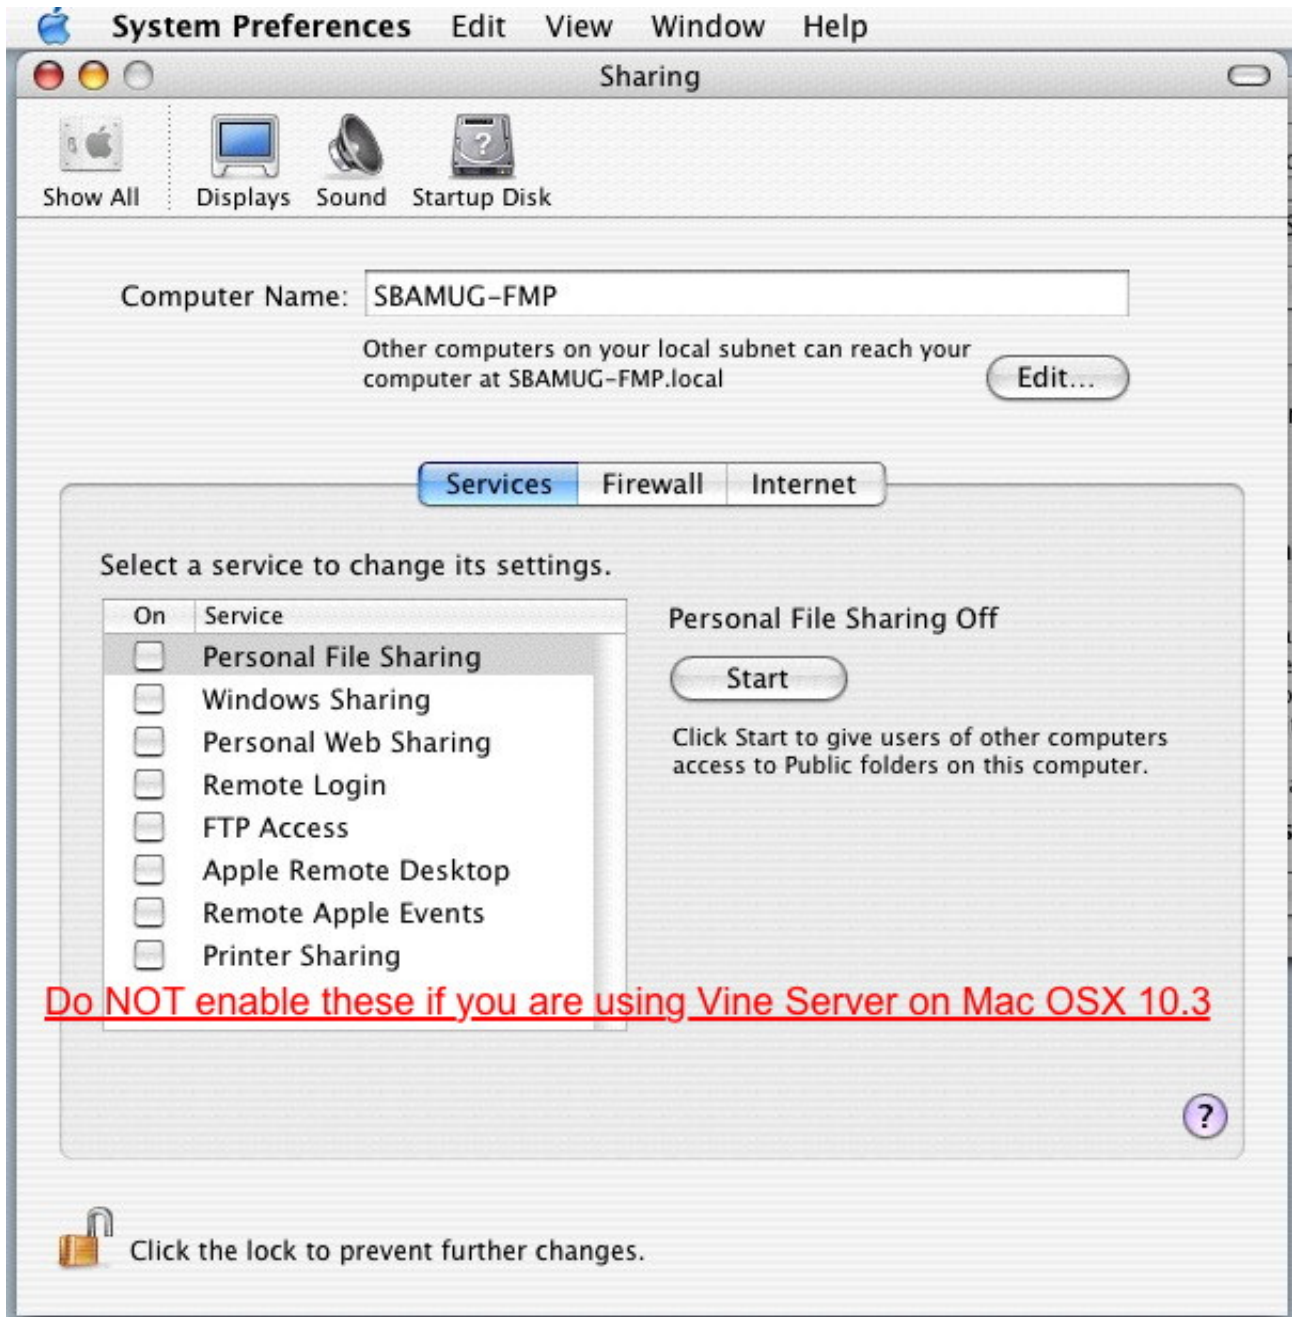 System Preferences Edit View Window Help
Sharing
Show All Displays Sound Startup Disk
Computer Name: SBAMUG-FMP
Other computers on your local subnet can reach your
computer at SBAMUG-FMP.local
Edit...
Services Firewall Internet
Select a service to change its settings.
On Service
Personal File Sharing
Windows Sharing
Personal Web Sharing
Remote Login
FTP Access
Apple Remote Desktop
Remote Apple Events
Printer Sharing
Personal File Sharing Off
Start
Click Start to give users of other computers
access to Public folders on this computer.
Do NOT enable these if you are using Vine Server on Mac OSX 10.3
?
Click the lock to prevent further changes.